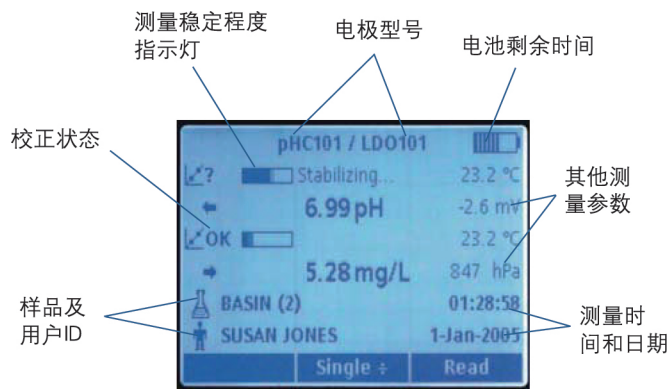 测量稳定程度
指示灯
电极型号
电池剩余时间
校正状态
pHC101 / LDO101
? Stabilizing... 23.2 °C
6.99 pH -2.6 mV
OK 23.2 °C
5.28 mg/L 847 hPa
BASIN (2) 01:28:58
SUSAN JONES 1-Jan-2005
Single ÷ Read
其他测
量参数
样品及
用户ID
测量时
间和日期